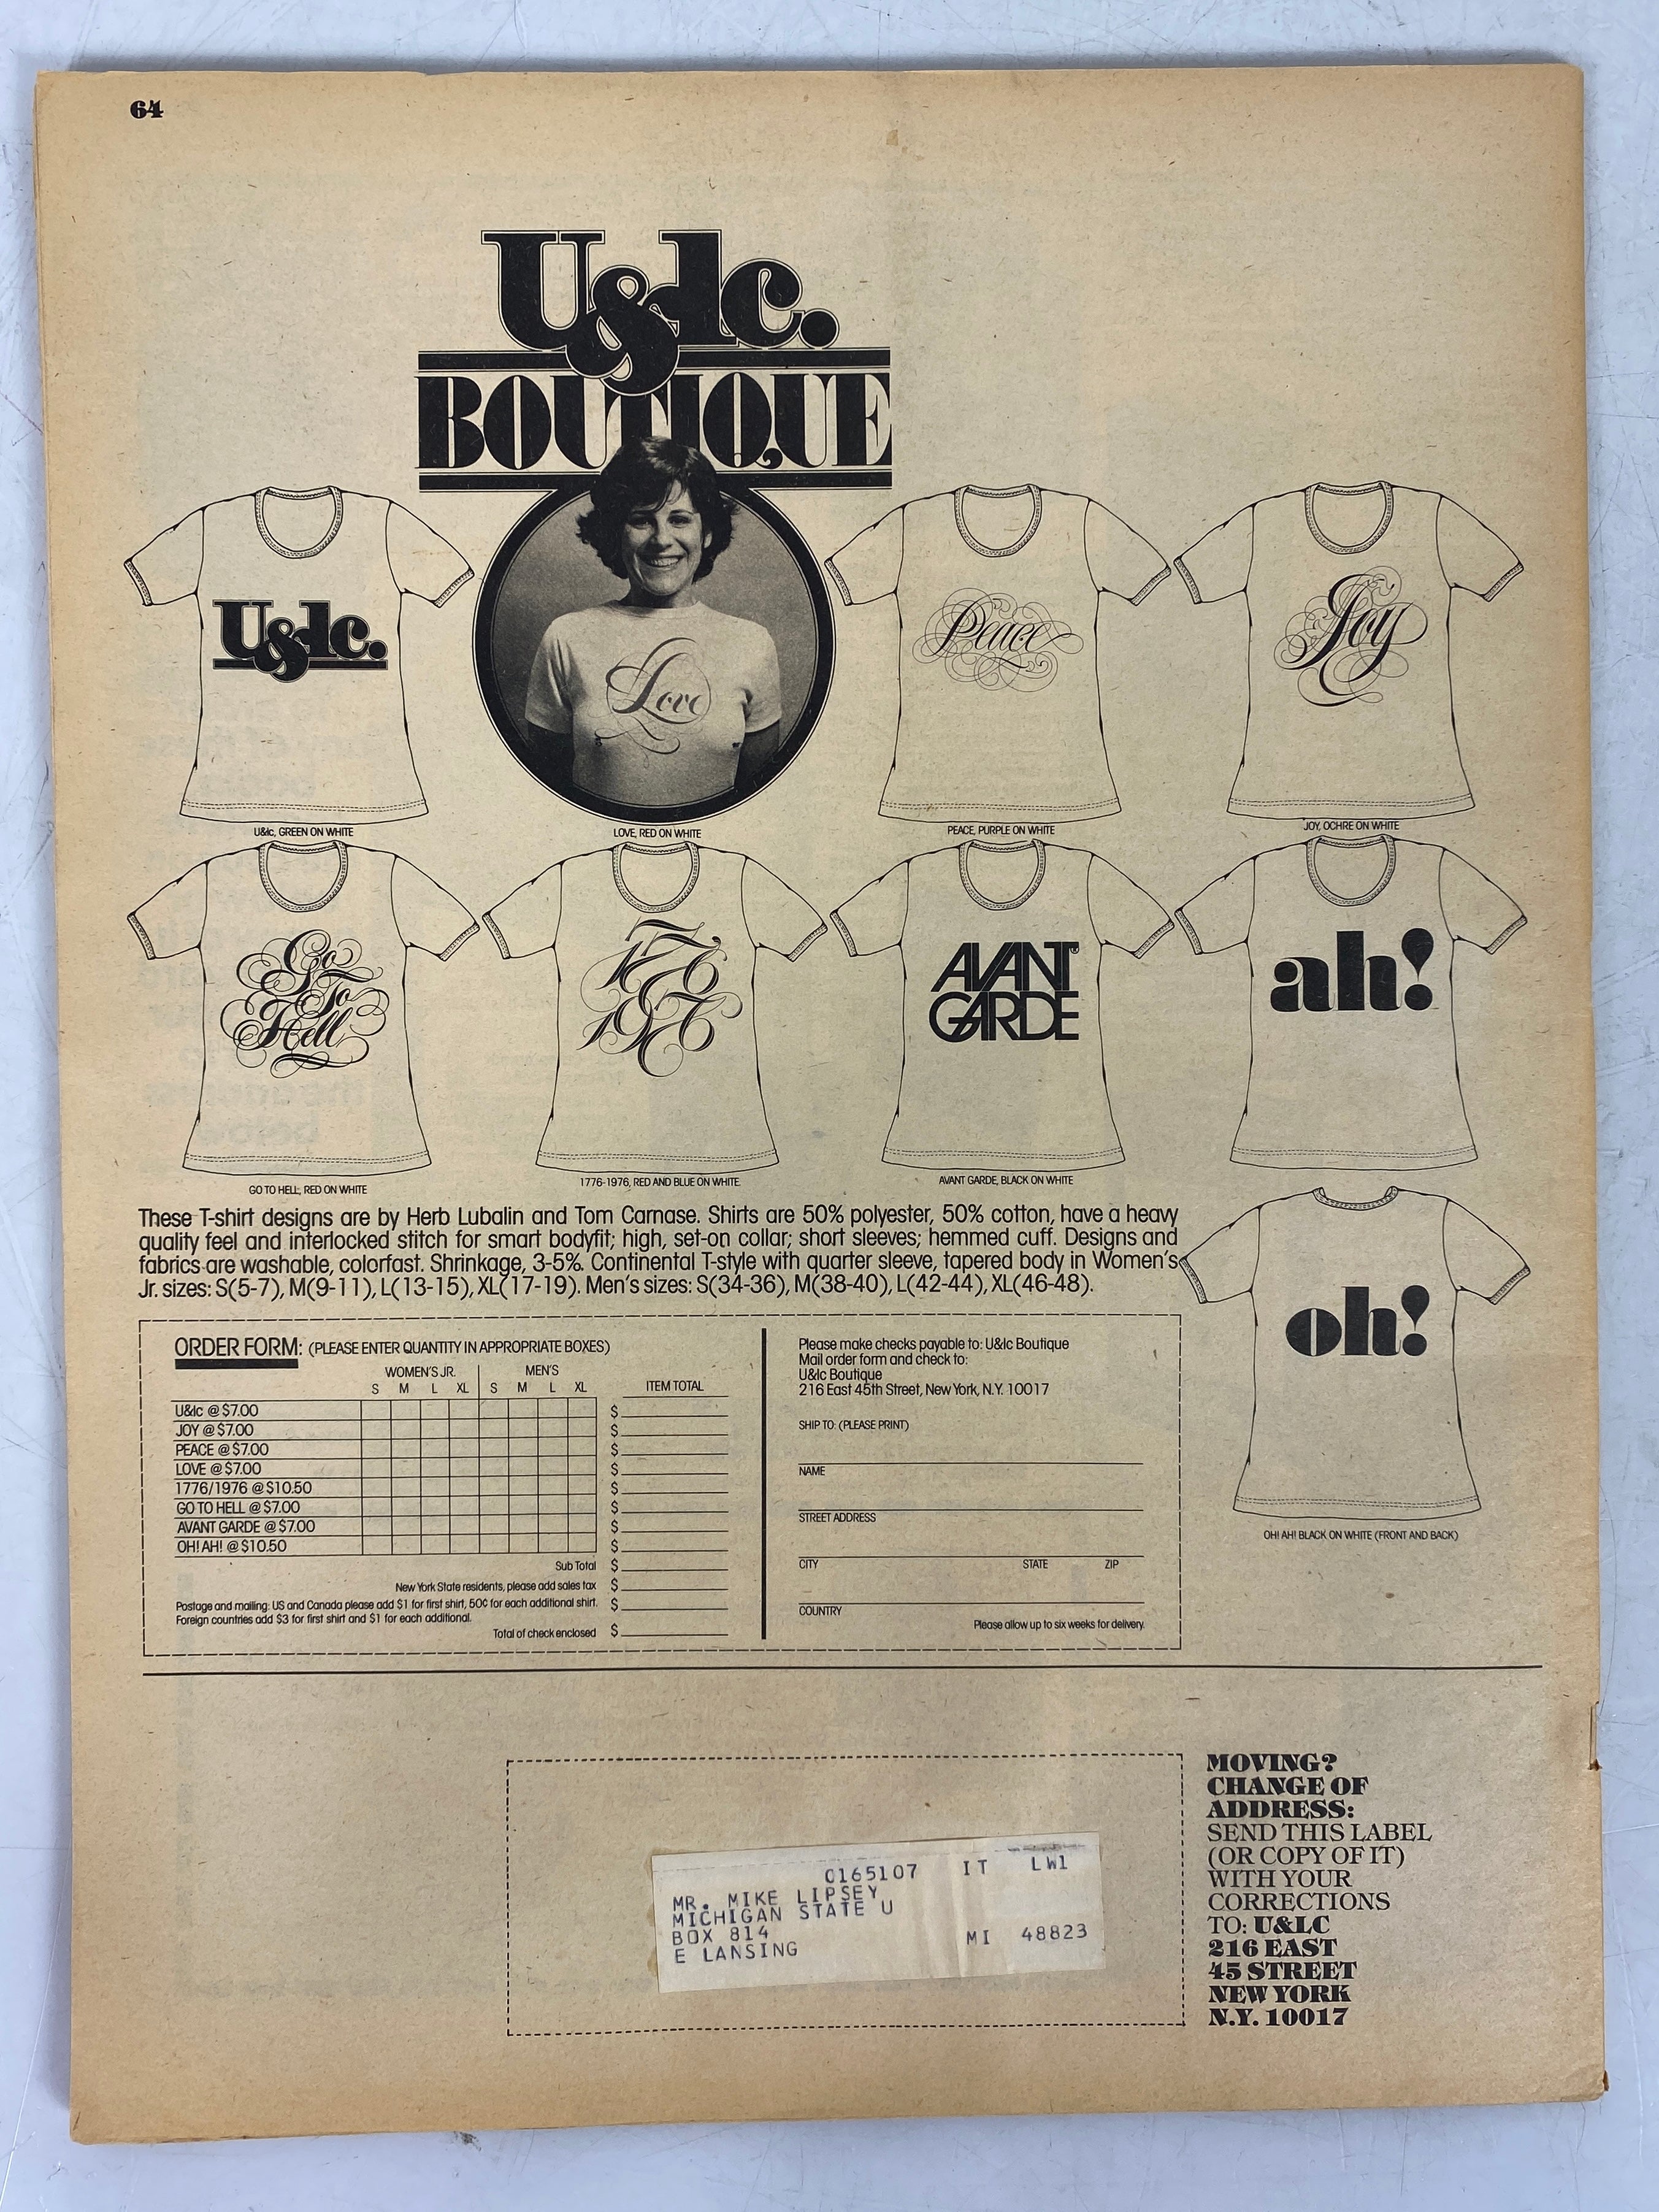 64
U&lc.
BOUTIQUE
U&lc.
Love
Peace
Joy
U&lc, GREEN ON WHITE
LOVE, RED ON WHITE
PEACE, PURPLE ON WHITE
JOY, OCHRE ON WHITE
Go
To
Hell
1776
1976
AVANT
GARDE
ah!
GO TO HELL, RED ON WHITE
1776-1976, RED AND BLUE ON WHITE.
AVANT GARDE, BLACK ON WHITE
These T-shirt designs are by Herb Lubalin and Tom Carnase. Shirts are 50% polyester, 50% cotton, have a heavy
quality feel and interlocked stitch for smart bodyfit; high, set-on collar; short sleeves; hemmed cuff. Designs and
fabrics are washable, colorfast. Shrinkage, 3-5%. Continental T-style with quarter sleeve, tapered body in Women's
Jr. sizes: S(5-7), M(9-11), L(13-15), XL(17-19). Men's sizes: S(34-36), M(38-40), L(42-44), XL(46-48).
oh!
OH! AH! BLACK ON WHITE (FRONT AND BACK)
ORDER FORM: (PLEASE ENTER QUANTITY IN APPROPRIATE BOXES)
WOMEN'S JR. MEN'S
S M L XL S M L XL ITEM TOTAL
U&lc @ $7.00 $
JOY @ $7.00 $
PEACE @ $7.00 $
LOVE @ $7.00 $
1776/1976 @ $10.50 $
GO TO HELL @ $7.00 $
AVANT GARDE @ $7.00 $
OH! AH! @ $10.50 $
Sub Total $
New York State residents, please add sales tax $
Postage and mailing: US and Canada please add $1 for first shirt, 50¢ for each additional shirt. $
Foreign countries add $3 for first shirt and $1 for each additional.
Total of check enclosed $
Please make checks payable to: U&lc Boutique
Mail order form and check to:
U&lc Boutique
216 East 45th Street, New York, N.Y. 10017
SHIP TO: (PLEASE PRINT)
NAME
STREET ADDRESS
CITY STATE ZIP
COUNTRY
Please allow up to six weeks for delivery.
0165107 IT LW1
MR. MIKE LIPSEY
MICHIGAN STATE U
BOX 814
E LANSING MI 48823
MOVING?
CHANGE OF
ADDRESS:
SEND THIS LABEL
(OR COPY OF IT)
WITH YOUR
CORRECTIONS
TO: U&LC
216 EAST
45 STREET
NEW YORK
N.Y. 10017